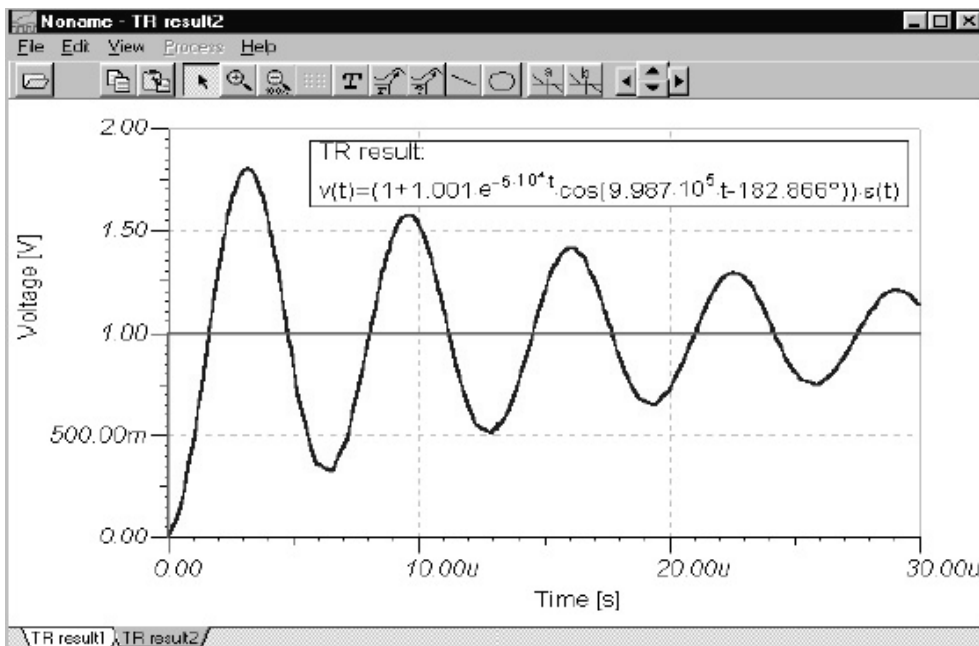 Noname - TR result2
File Edit View Process Help
T
a
b
2.00
TR result:
v(t)=(1+1.001·e^-5·10^4t·cos(9.987·10^5·t-182.866°))·ε(t)
1.50
Voltage [V]
1.00
500.00m
0.00
0.00 10.00u 20.00u 30.00u
Time [s]
TR result1 TR result2